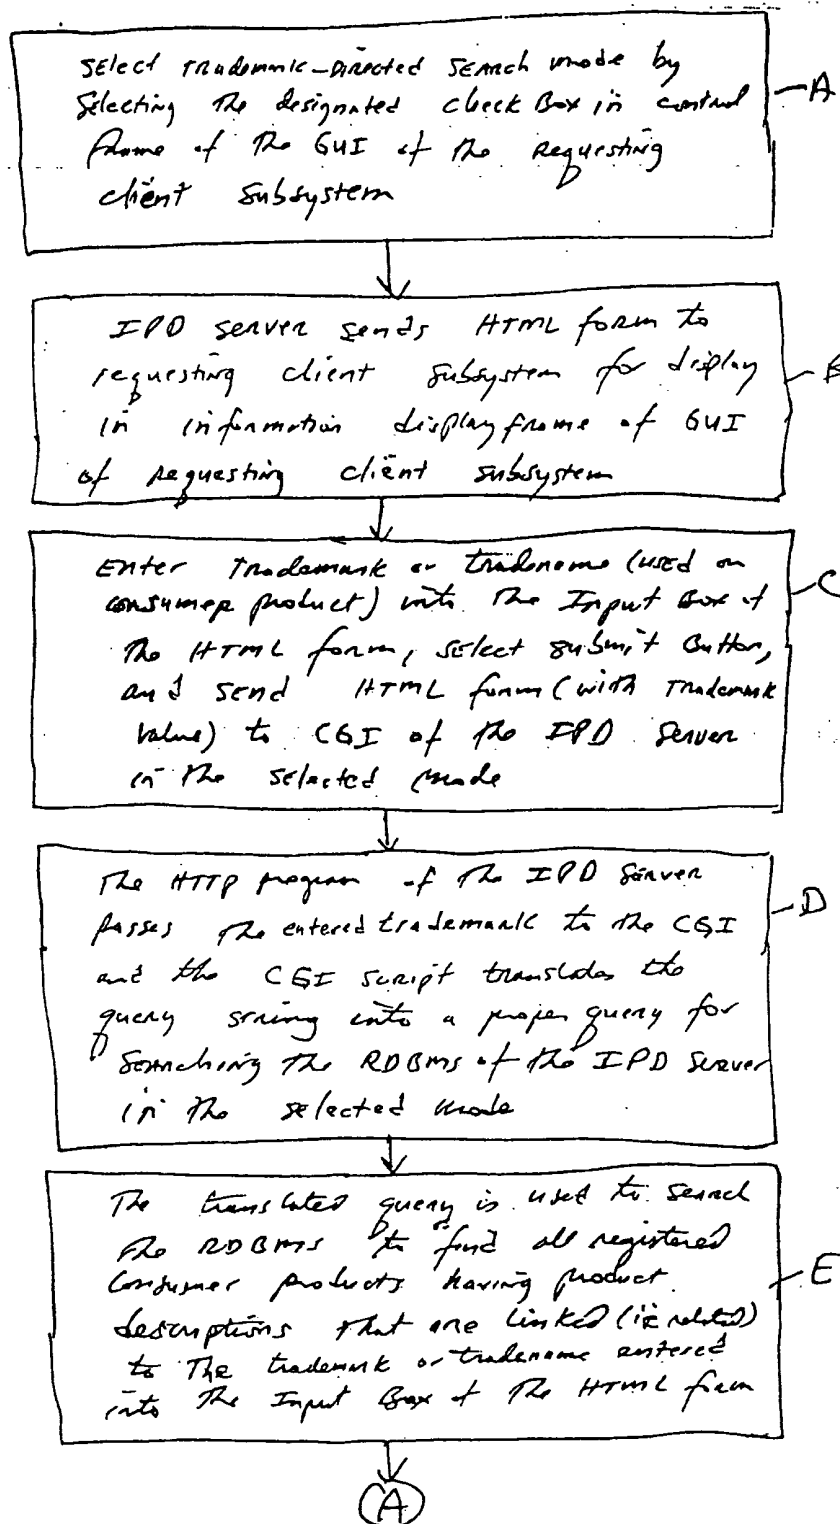 Select Trademark-Directed Search mode by
Selecting the designated check Box in control
frame of the GUI of the requesting
client subsystem
A
IPD server sends HTML form to
requesting client subsystem for display
in information display frame of GUI
of requesting client subsystem
B
Enter Trademark or tradename (used on
consumer product) into the Input Box of
the HTML form, select submit Button,
and send HTML form (with Trademark
Value) to CGI of the IPD Server
in the selected mode
C
The HTTP program of the IPD Server
passes the entered trademark to the CGI
and the CGI script translates the
query string into a proper query for
Searching the RDBMS of the IPD Server
in the selected mode
D
The translated query is used to search
the RDBMS to find all registered
Consumer products having product
descriptions that are linked (ie related)
to the trademark or tradename entered
into the Input Box of the HTML form
E
A